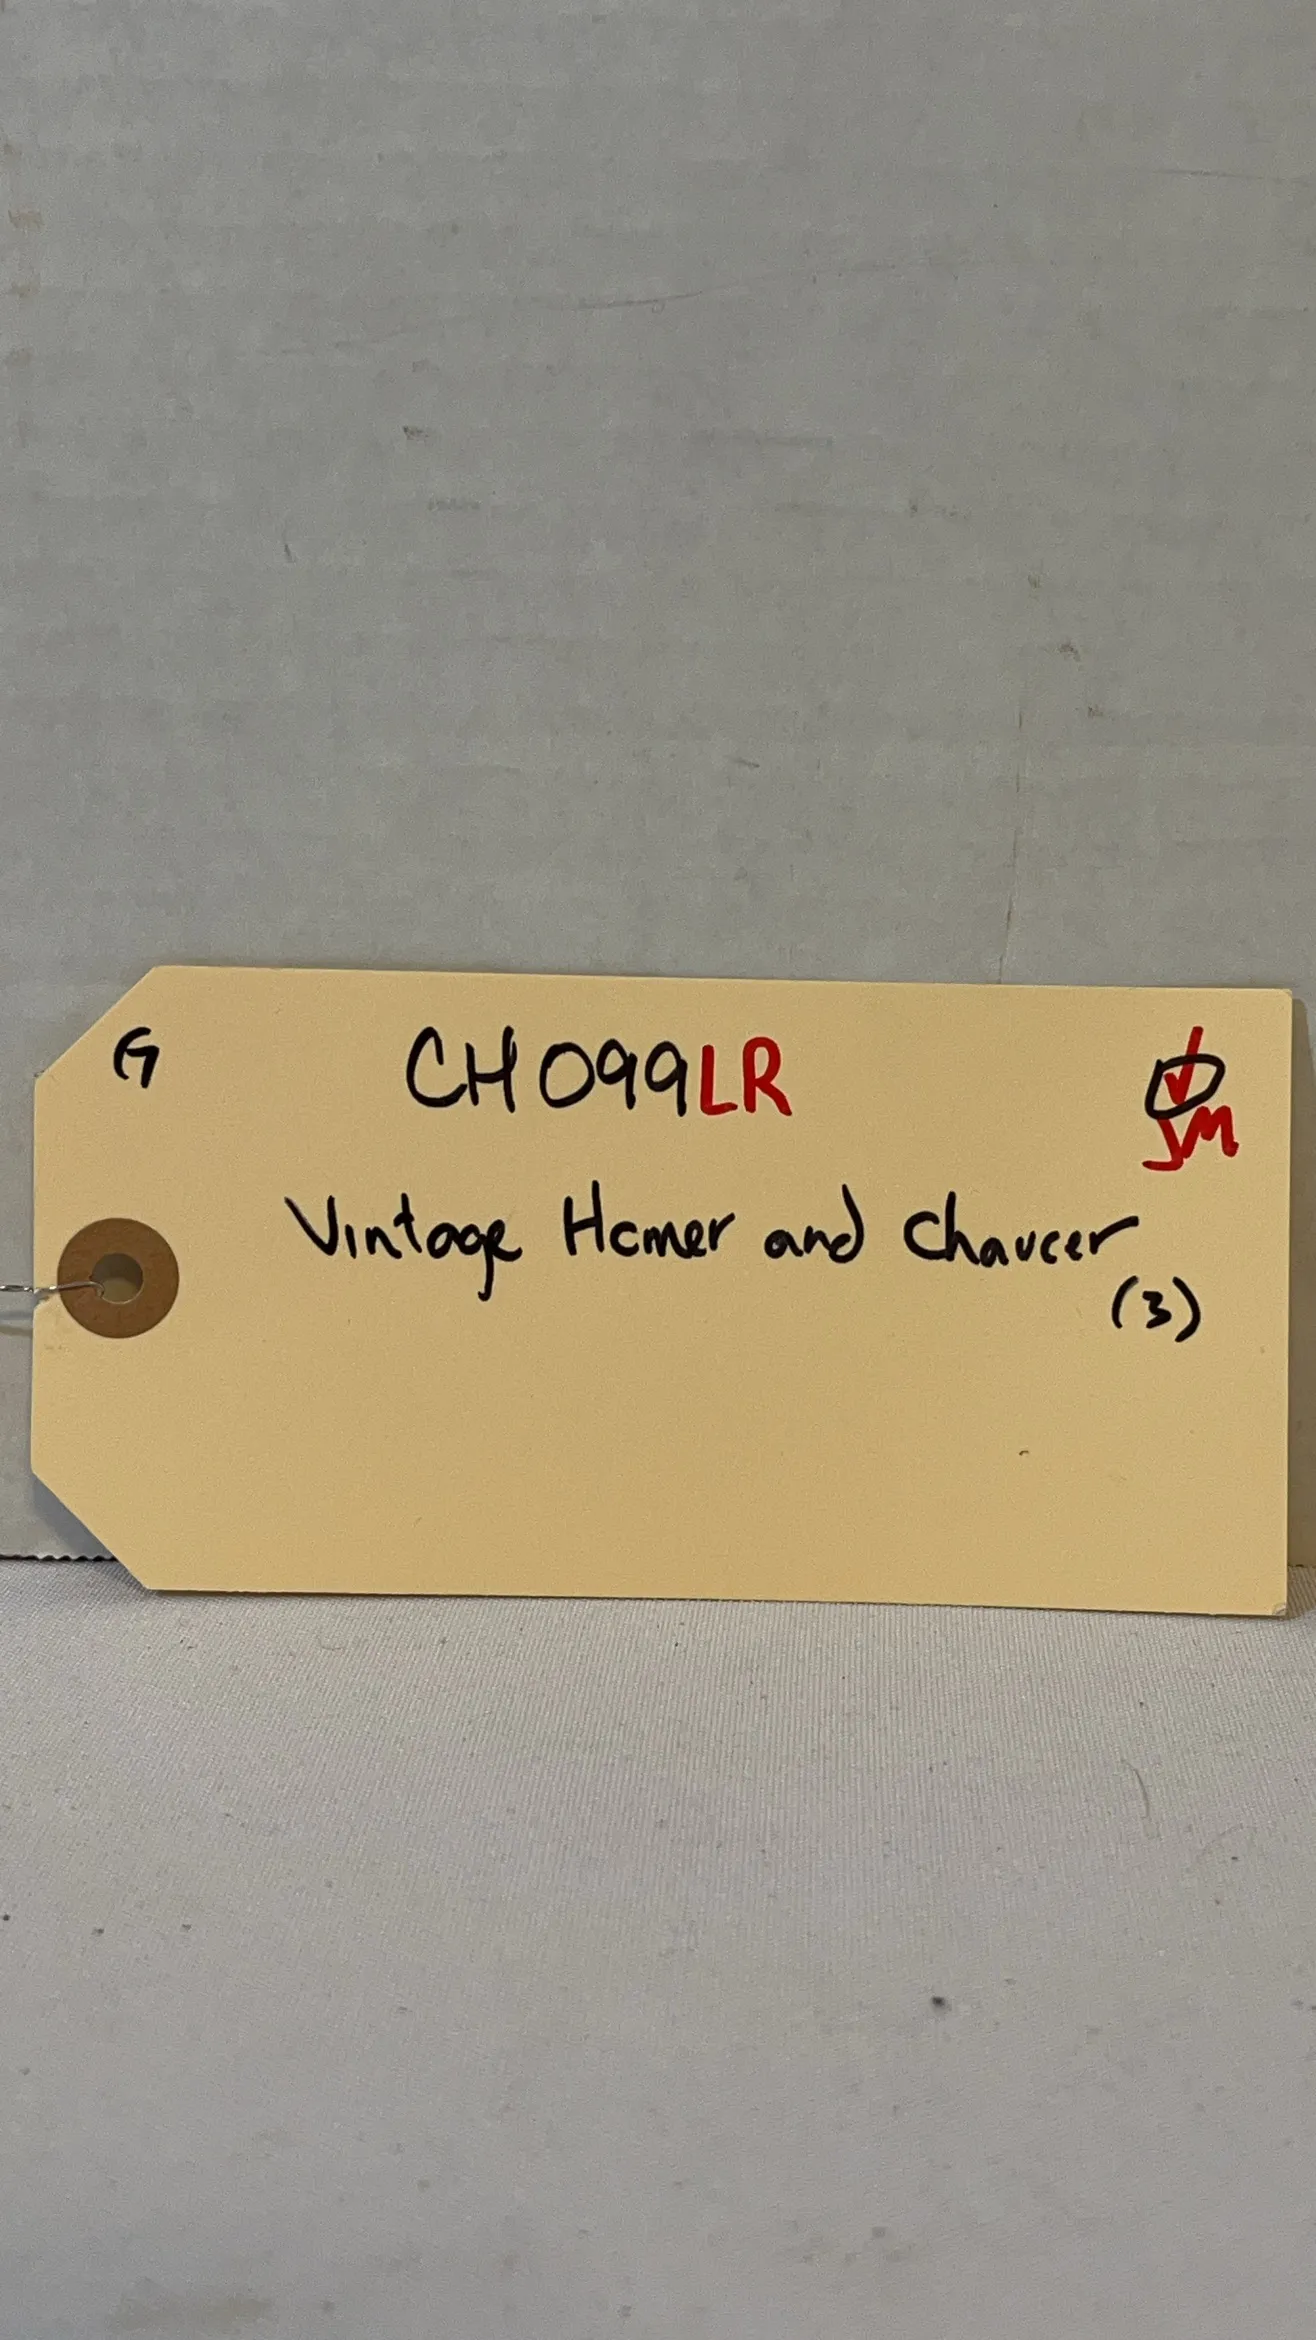 G
CH099LR
JM
Vintage Homer and Chaucer
(3)